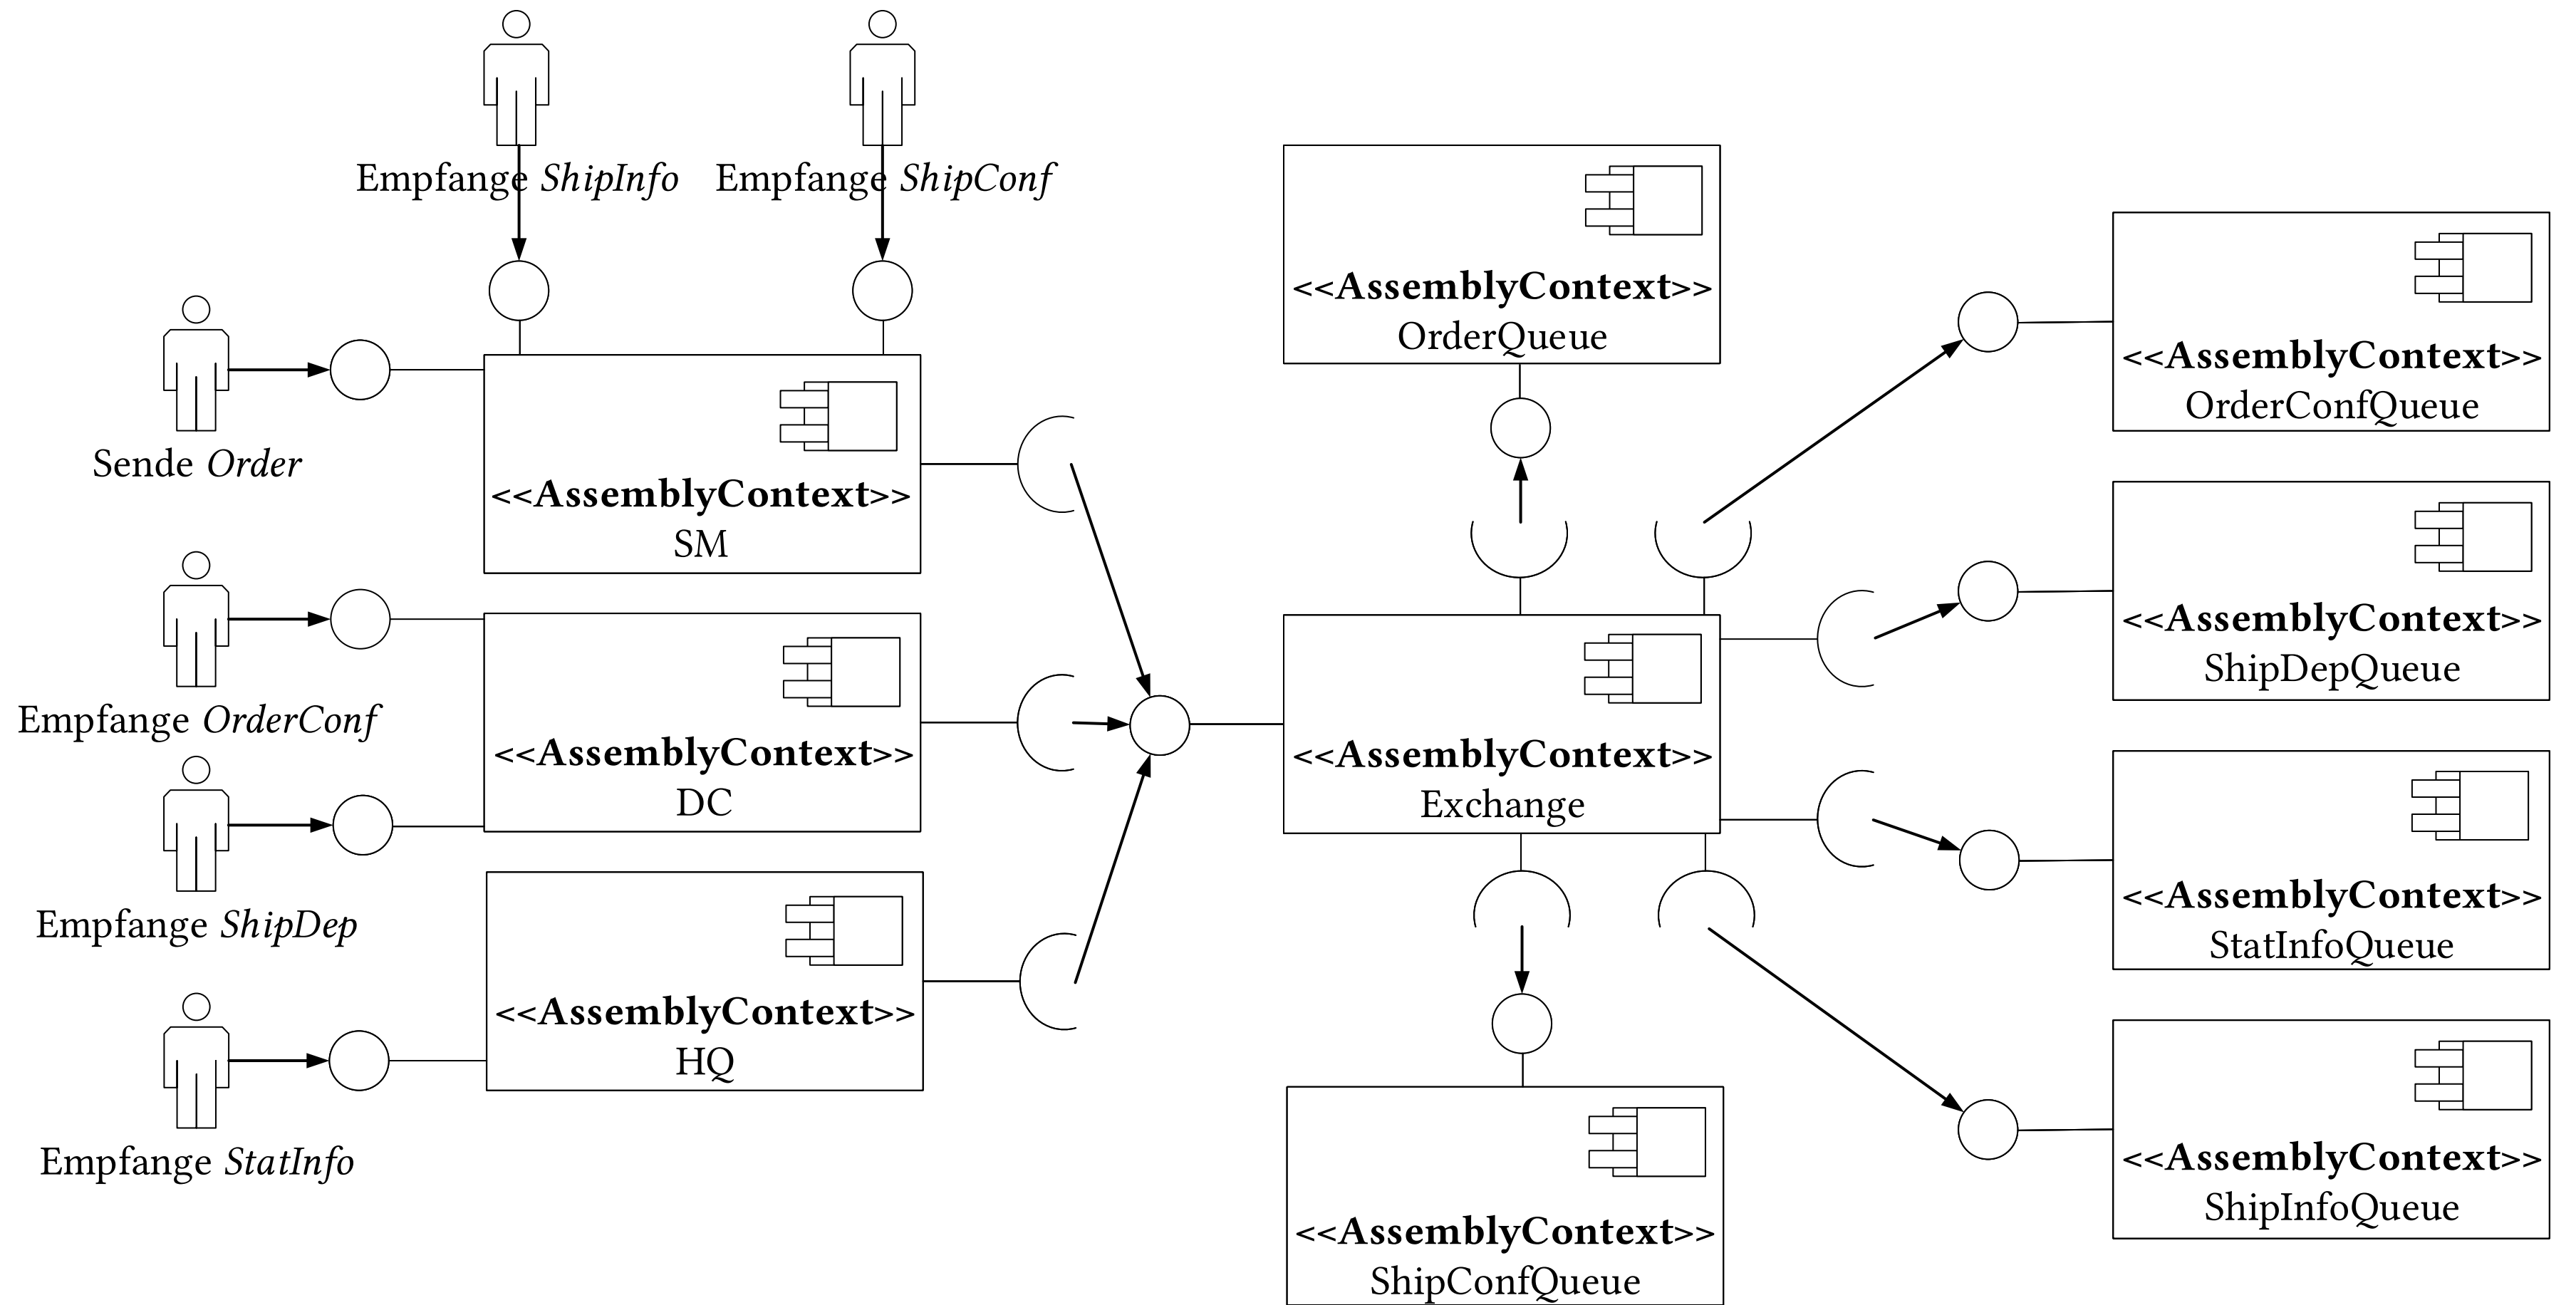 Empfange ShipInfo
Empfange ShipConf
Sende Order
Empfange OrderConf
Empfange ShipDep
Empfange StatInfo
<<AssemblyContext>>
SM
<<AssemblyContext>>
DC
<<AssemblyContext>>
HQ
<<AssemblyContext>>
OrderQueue
<<AssemblyContext>>
Exchange
<<AssemblyContext>>
ShipConfQueue
<<AssemblyContext>>
OrderConfQueue
<<AssemblyContext>>
ShipDepQueue
<<AssemblyContext>>
StatInfoQueue
<<AssemblyContext>>
ShipInfoQueue